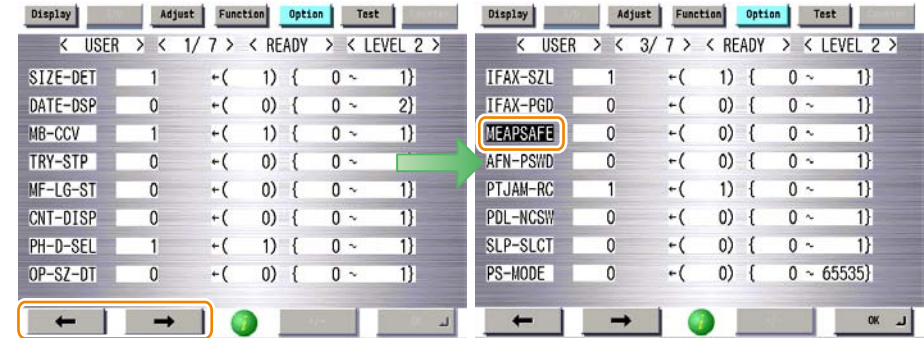 Display Adjust Function Option Test
< USER > < 1/ 7 > < READY > < LEVEL 2 >
SIZE-DET 1 ←( 1) { 0 ~ 1}
DATE-DSP 0 ←( 0) { 0 ~ 2}
MB-CCV 1 ←( 1) { 0 ~ 1}
TRY-STP 0 ←( 0) { 0 ~
MF-LG-ST 0 ←( 0) { 0 ~ 1}
CNT-DISP 0 ←( 0) { 0 ~ 1}
PH-D-SEL 1 ←( 1) { 0 ~ 1}
OP-SZ-DT 0 ←( 0) { 0 ~ 1}
← →
Display Adjust Function Option Test
< USER > < 3/ 7 > < READY > < LEVEL 2 >
IFAX-SZL 1 ←( 1) { 0 ~ 1}
IFAX-PGD 0 ←( 0) { 0 ~ 1}
MEAPSAFE 0 ←( 0) { 0 ~ 1}
AFN-PSWD 0 ←( 0) { 0 ~ 1}
PTJAM-RC 1 ←( 1) { 0 ~ 1}
PDL-NCSW 0 ←( 0) { 0 ~ 1}
SLP-SLCT 0 ←( 0) { 0 ~ 1}
PS-MODE 0 ←( 0) { 0 ~ 65535}
← → OK